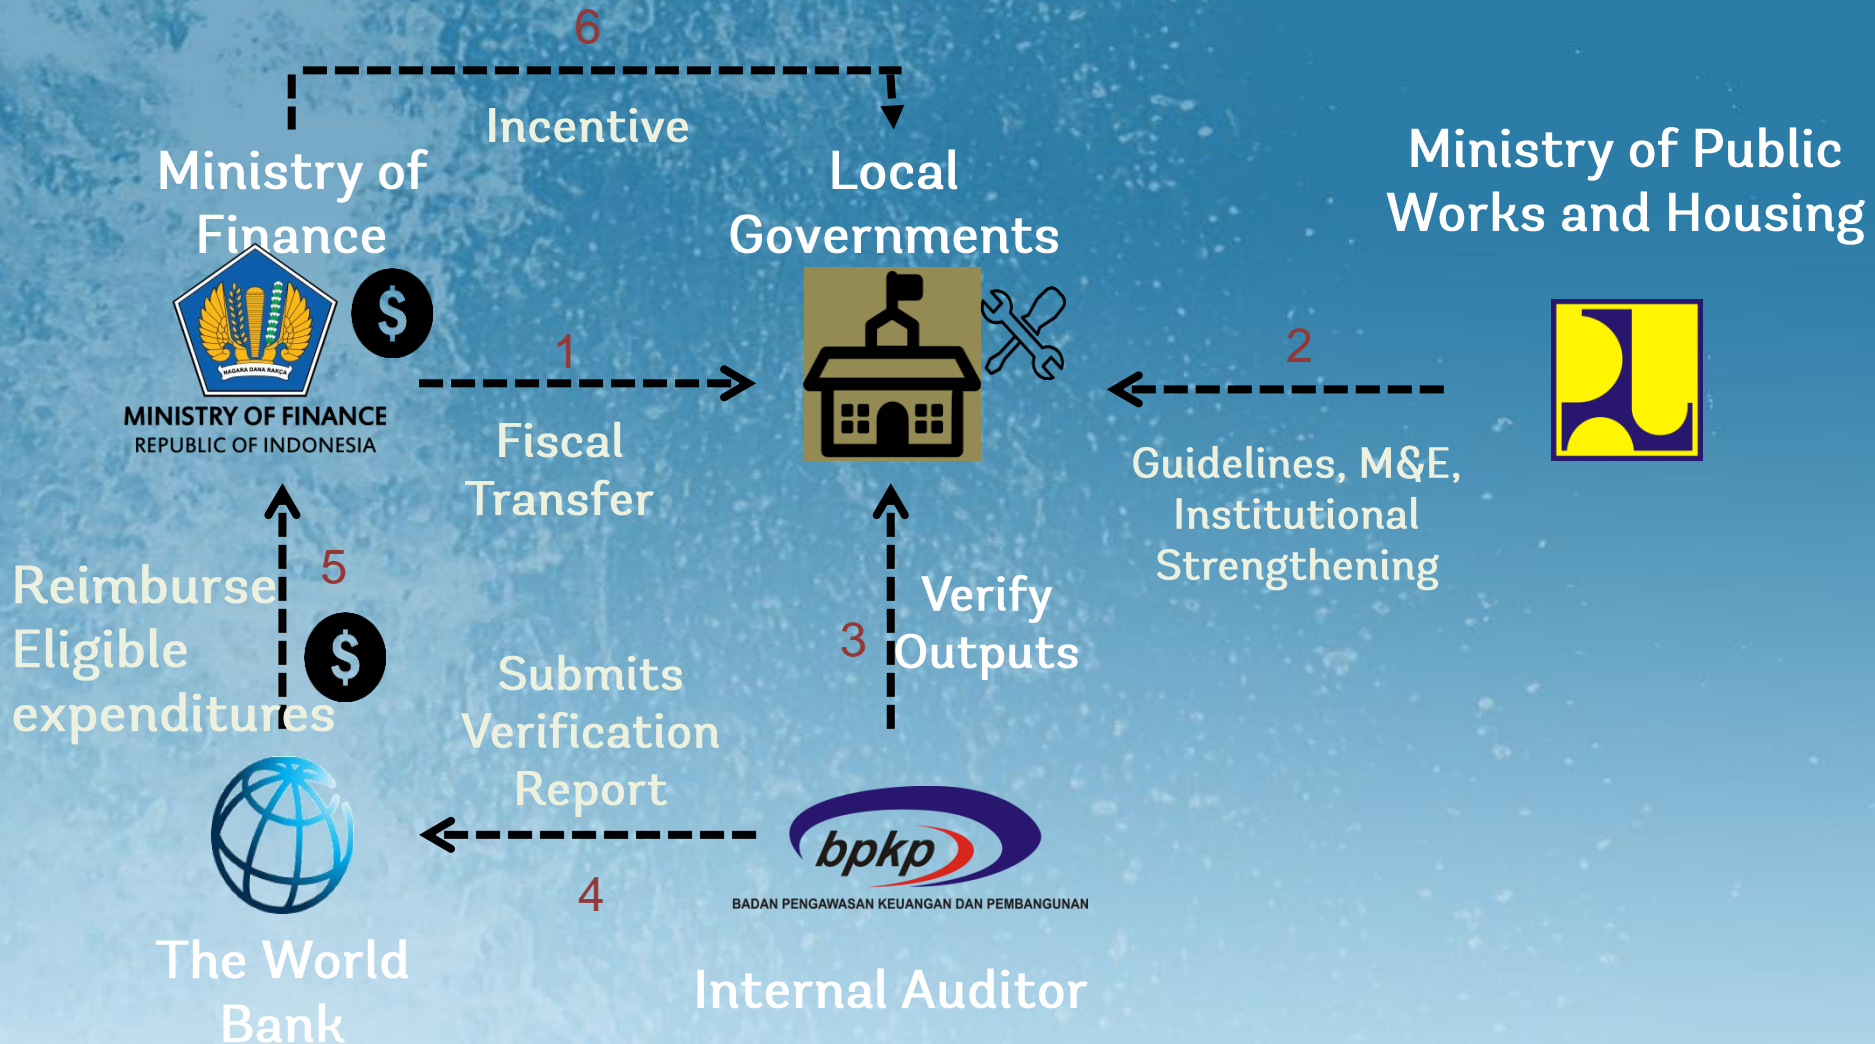 6
Incentive
Ministry of
Finance
$
NAGARA DANA RAKÇA
MINISTRY OF FINANCE
REPUBLIC OF INDONESIA
1
Fiscal
Transfer
Local
Governments
Ministry of Public
Works and Housing
2
Guidelines, M&E,
Institutional
Strengthening
Reimburse
Eligible
expenditures
5
$
3
Verify
Outputs
Submits
Verification
Report
4
bpkp
BADAN PENGAWASAN KEUANGAN DAN PEMBANGUNAN
The World
Bank
Internal Auditor